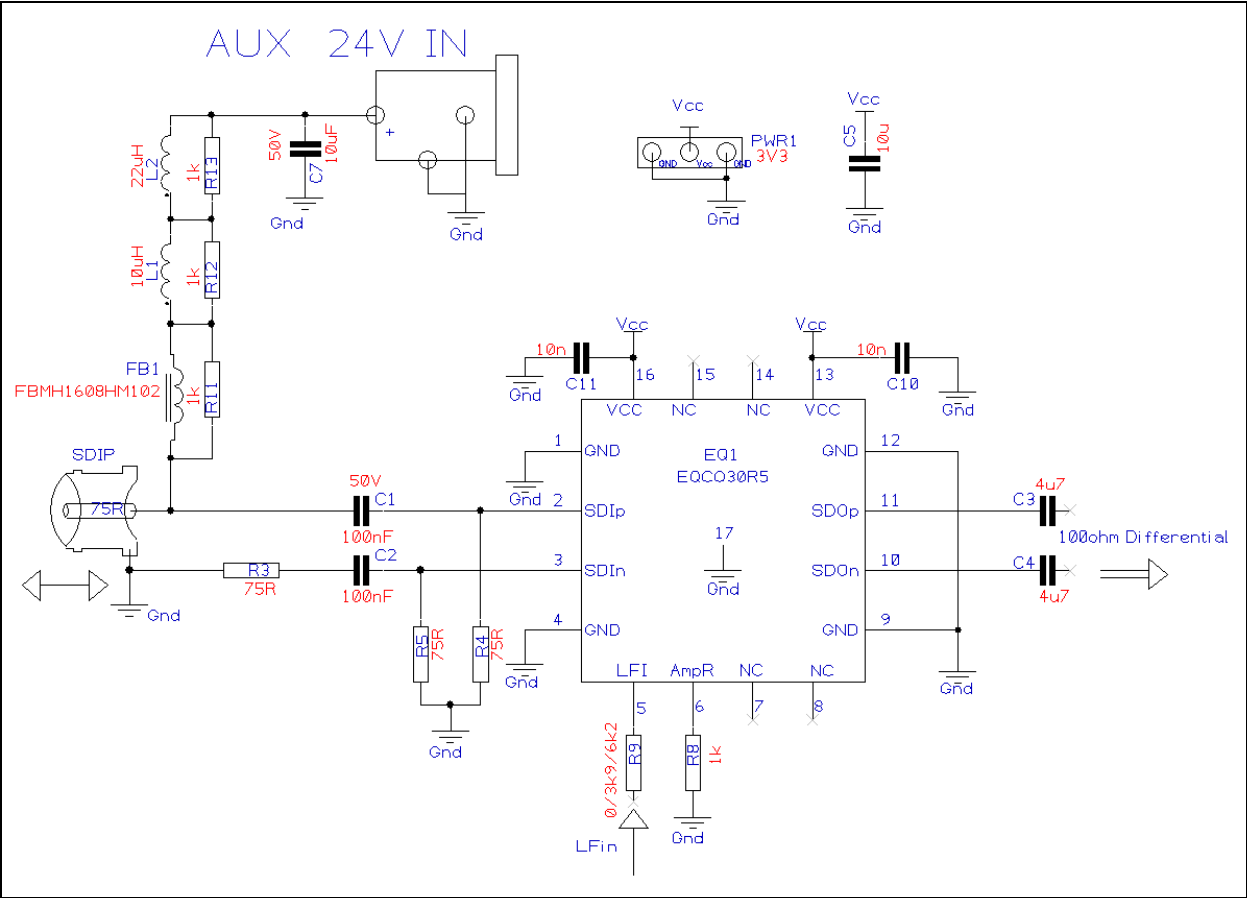 AUX 24V IN
+
50V
10uF
C7
Gnd
Gnd
22uH
L2
1k
R13
10uH
L1
1k
R12
FB1
FBMH1608HM102
1k
R11
Vcc
PWR1
3V3
GND
Vcc
GND
Gnd
Vcc
C5
10u
Gnd
SDIP
75R
Gnd
50V
C1
100nF
C2
100nF
R3
75R
R5
75R
R4
75R
Gnd
Vcc
10n
C11
Gnd
16
15
14
13
Vcc
10n
C10
Gnd
VCC
NC
NC
VCC
1
GND
Gnd
EQ1
EQCO30R5
GND
12
2
SDIp
SDOp
11
4u7
C3
100ohm Differential
3
SDIn
17
Gnd
SDOn
10
C4
4u7
4
GND
Gnd
GND
9
Gnd
LFI
AmpR
NC
NC
5
6
7
8
0/3k9/6k2
R9
R8
1k
Gnd
LFin